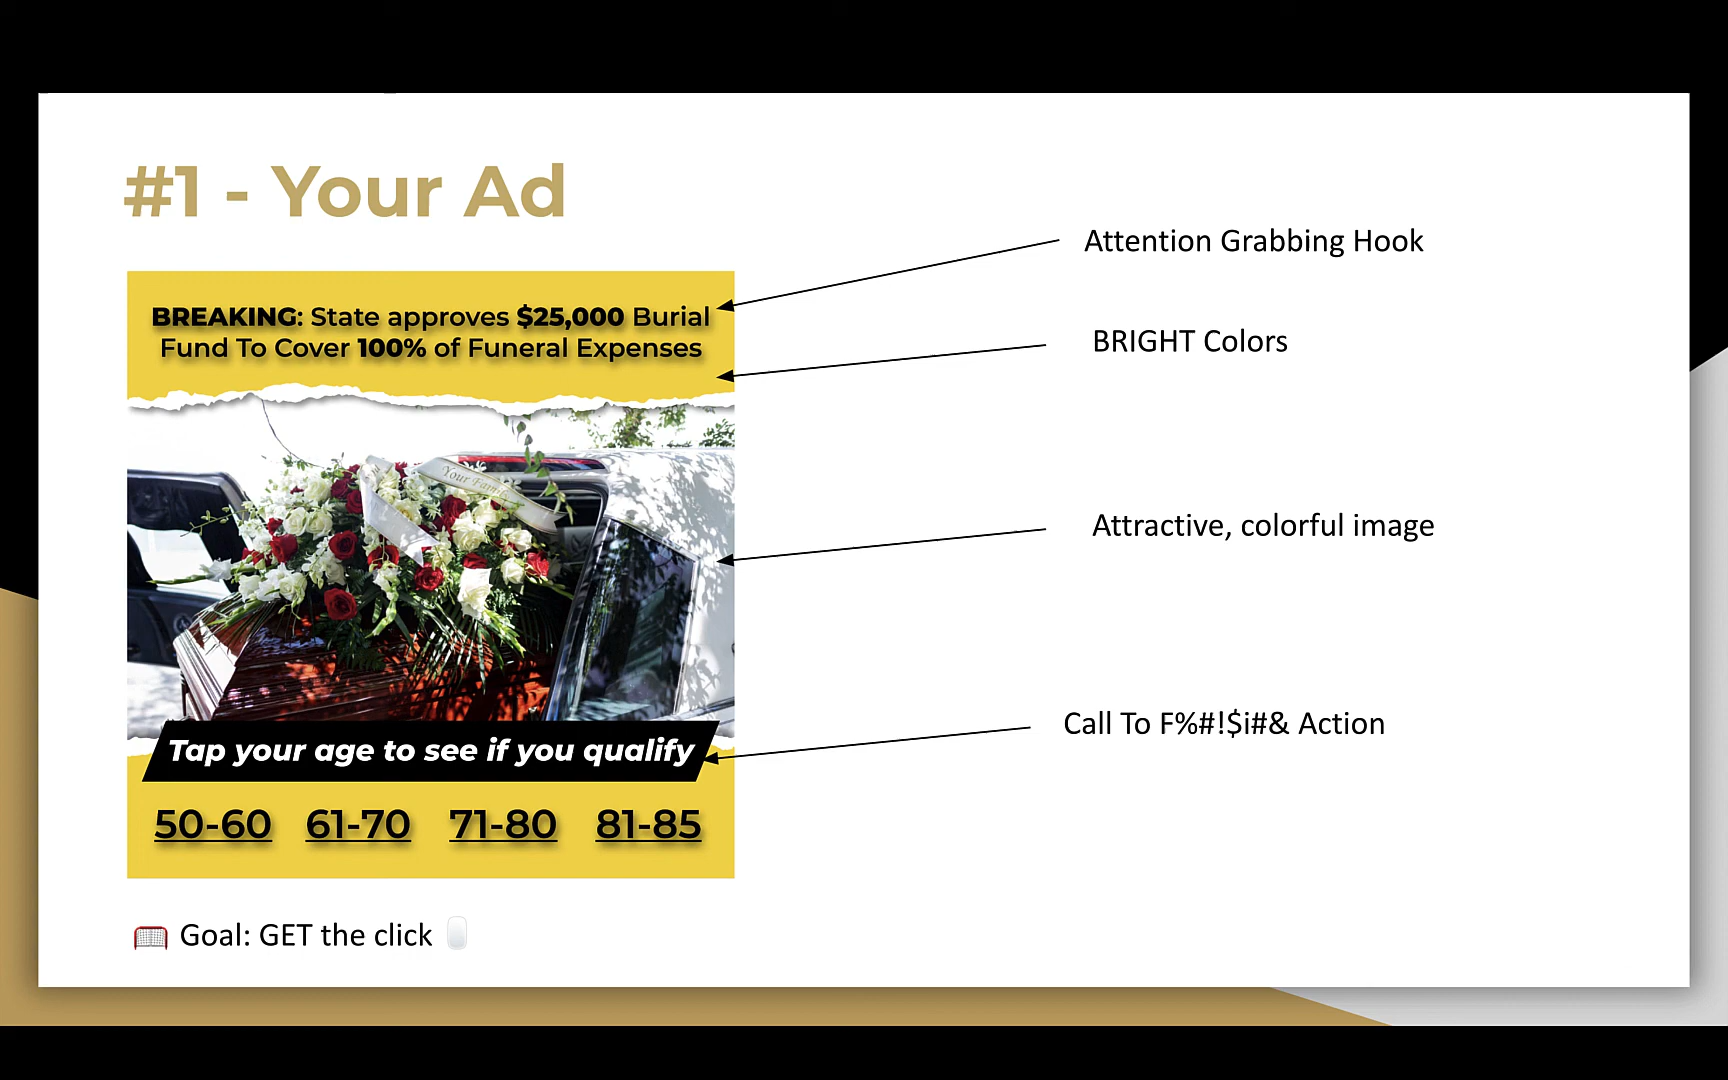 #1 - Your Ad
Attention Grabbing Hook
BREAKING: State approves $25,000 Burial
Fund To Cover 100% of Funeral Expenses
BRIGHT Colors
Attractive, colorful image
Your Fam
Call To F%#!$i#& Action
Tap your age to see if you qualify
50-60 61-70 71-80 81-85
Goal: GET the click